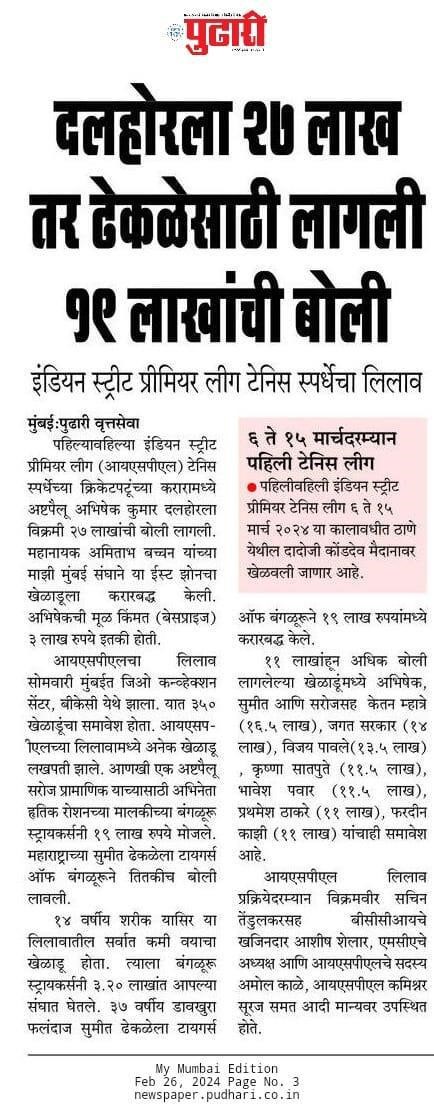 पुढारी
दलहोरला २७ लाख
तर ढेकळेसाठी लागली
१९ लाखांची बोली
इंडियन स्ट्रीट प्रीमियर लीग टेनिस स्पर्धेचा लिलाव
मुंबई:पुढारी वृत्तसेवा
पहिल्यावहिल्या इंडियन स्ट्रीट
प्रीमियर लीग (आयएसपीएल) टेनिस
स्पर्धेच्या क्रिकेटपटूंच्या करारामध्ये
अष्टपैलू अभिषेक कुमार दलहोरला
विक्रमी २७ लाखांची बोली लागली.
महानायक अमिताभ बच्चन यांच्या
माझी मुंबई संघाने या ईस्ट झोनचा
खेळाडूला करारबद्ध केली.
अभिषेकची मूळ किंमत (बेसप्राइज)
३ लाख रुपये इतकी होती.
आयएसपीएलचा लिलाव
सोमवारी मुंबईत जिओ कन्व्हेक्शन
सेंटर, बीकेसी येथे झाला. यात ३५०
खेळाडूंचा समावेश होता. आयएसप-
ीएलच्या लिलावामध्ये अनेक खेळाडू
लखपती झाले. आणखी एक अष्टपैलू
सरोज प्रामाणिक याच्यासाठी अभिनेता
हृतिक रोशनच्या मालकीच्या बंगळूरू
स्ट्रायकर्सनी १९ लाख रुपये मोजले.
महाराष्ट्राच्या सुमीत ढेकळेला टायगर्स
ऑफ बंगळूरूने तितकीच बोली
लावली.
१४ वर्षीय शरीक यासिर या
लिलावातील सर्वात कमी वयाचा
खेळाडू होता. त्याला बंगळूरू
स्ट्रायकर्सनी ३.२० लाखांत आपल्या
संघात घेतले. ३७ वर्षीय डावखुरा
फलंदाज सुमीत ढेकळेला टायगर्स
६ ते १५ मार्चदरम्यान
पहिली टेनिस लीग
● पहिलीवहिली इंडियन स्ट्रीट
प्रीमियर टेनिस लीग ६ ते १५
मार्च २०२४ या कालावधीत ठाणे
येथील दादोजी कोंडदेव मैदानावर
खेळवली जाणार आहे.
ऑफ बंगळूरूने १९ लाख रुपयांमध्ये
करारबद्ध केले.
११ लाखांहून अधिक बोली
लागलेल्या खेळाडूंमध्ये अभिषेक,
सुमीत आणि सरोजसह केतन म्हात्रे
(१६.५ लाख), जगत सरकार (१४
लाख), विजय पावले(१३.५लाख)
, कृष्णा सातपुते (११.५ लाख),
भावेश पवार (११.५ लाख),
प्रथमेश ठाकरे (११ लाख), फरदीन
काझी (११ लाख) यांचाही समावेश
आहे.
आयएसपीएल लिलाव
प्रक्रियेदरम्यान विक्रमवीर सचिन
तेंडुलकरसह बीसीसीआयचे
खजिनदार आशीष शेलार, एमसीएचे
अध्यक्ष आणि आयएसपीएलचे सदस्य
अमोल काळे, आयएसपीएल कमिश्नर
सूरज समत आदी मान्यवर उपस्थित
होते.
My Mumbai Edition
Feb 26, 2024 Page No. 3
newspaper.pudhari.co.in